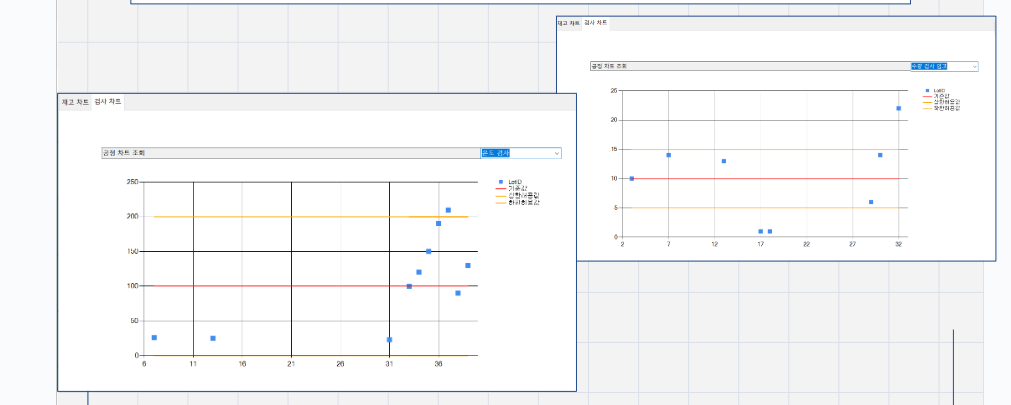 재고 차트 검사 차트
공정 차트 조회 수분 검사
25
20
15
10
5
0
2 7 12 17 22 27 32
LotID
기준값
상한허용값
하한허용값
재고 차트 검사 차트
공정 차트 조회 온도 검사
250
200
150
100
50
0
6 11 16 21 26 31 36
LotID
기준값
상한허용값
하한허용값